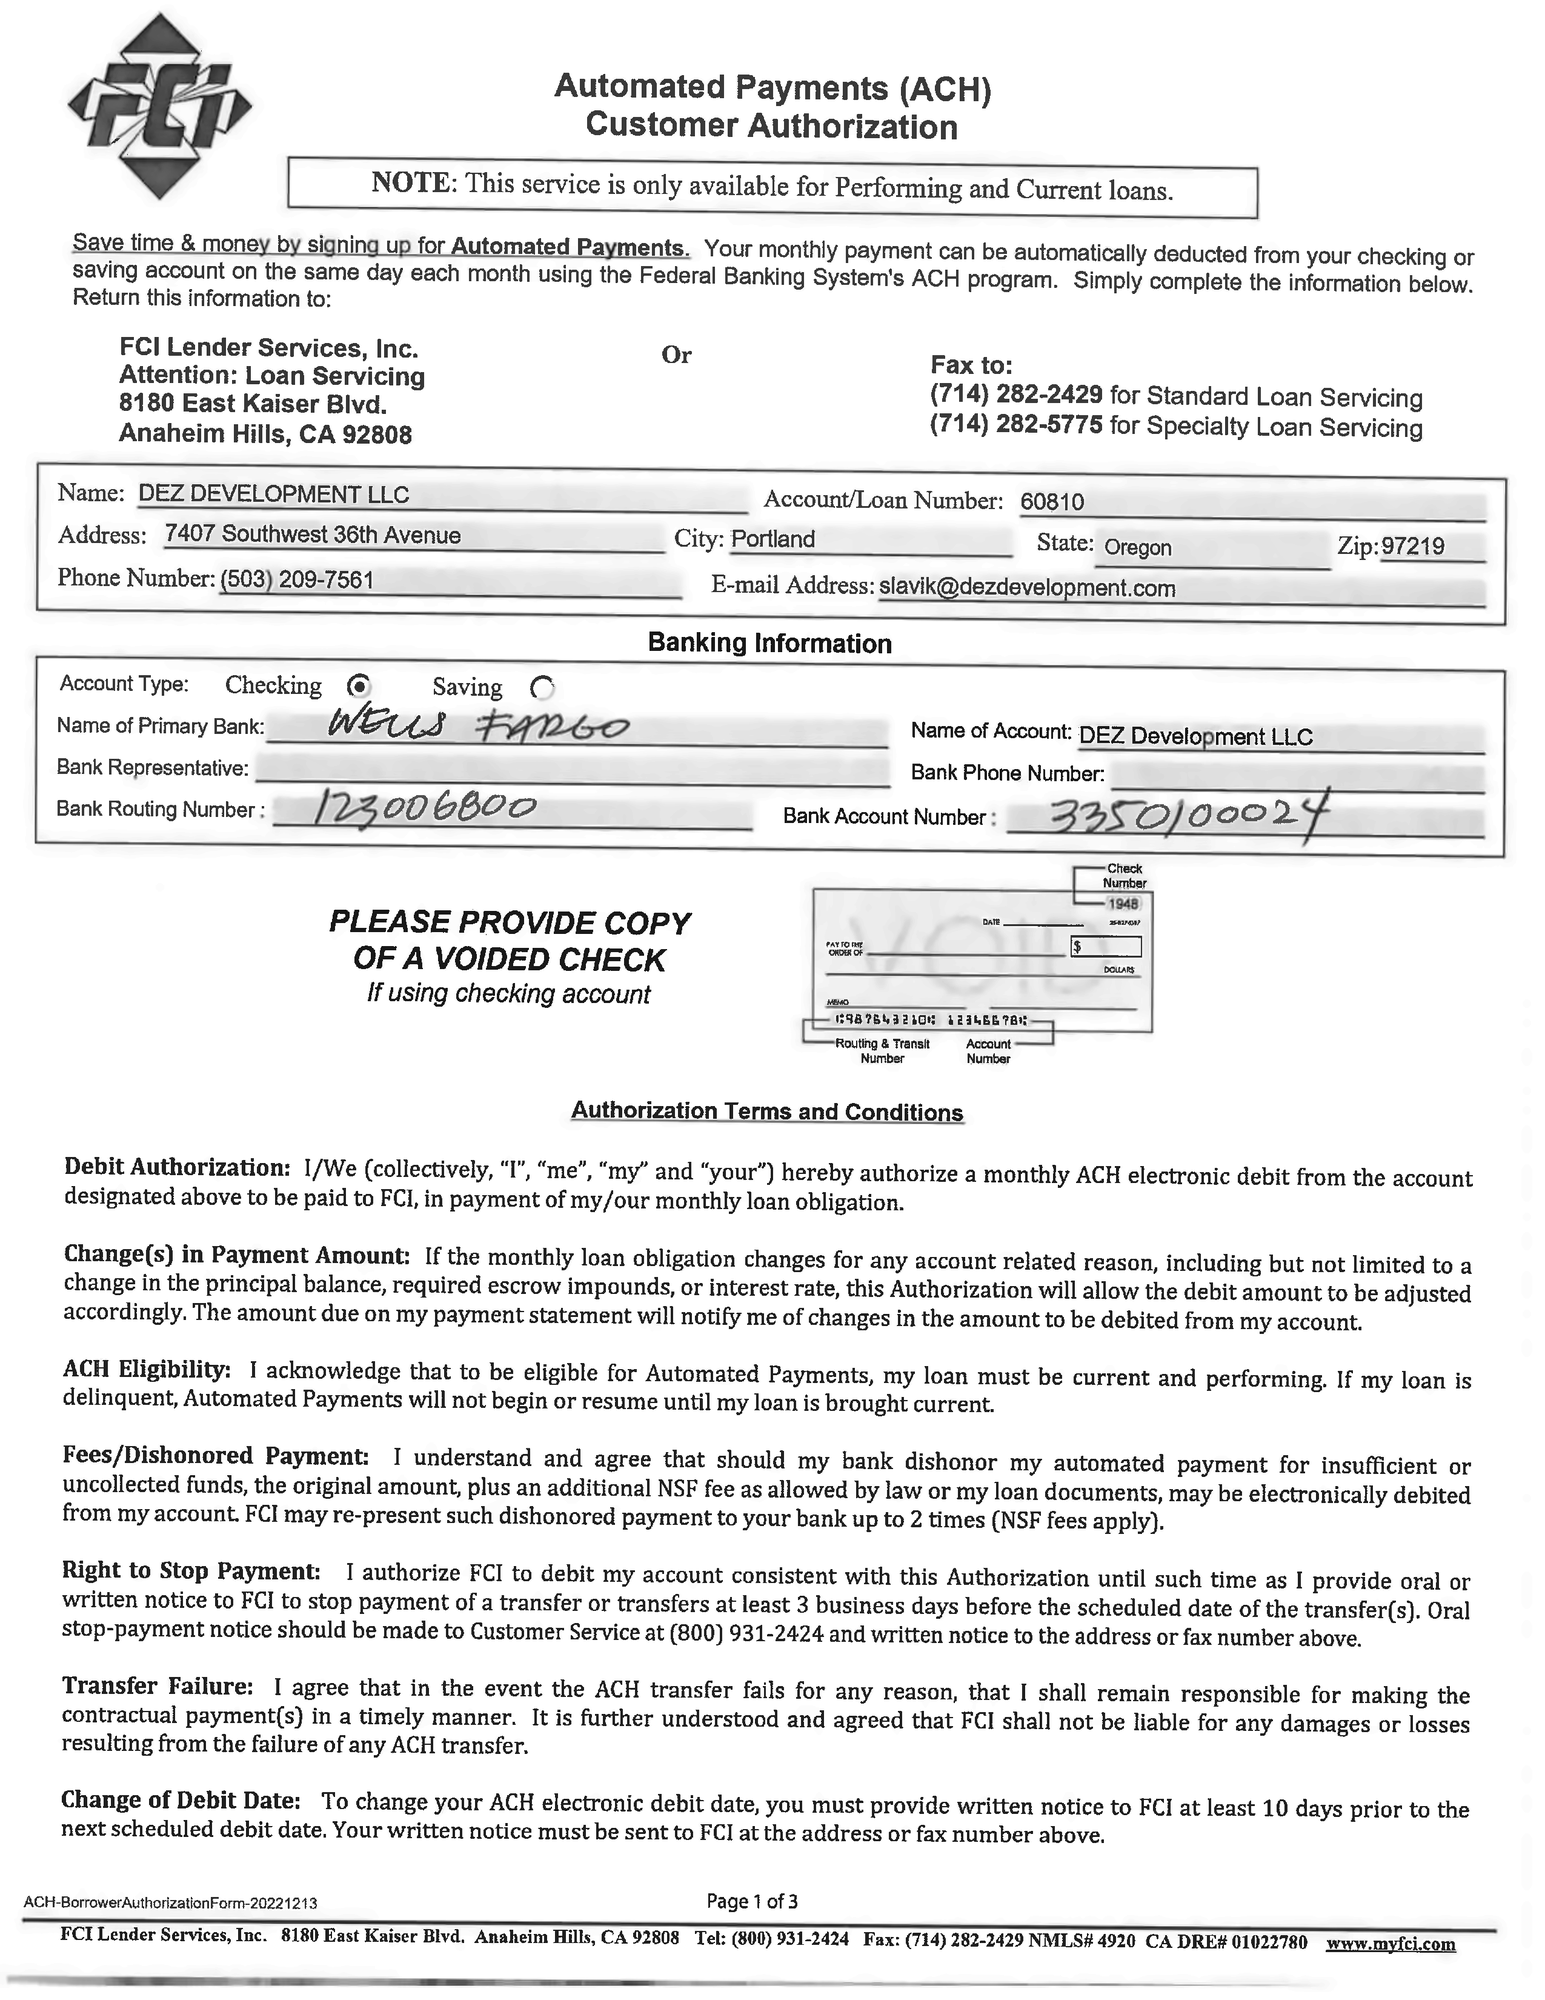 FCI
Automated Payments (ACH)
Customer Authorization
NOTE: This service is only available for Performing and Current loans.
Save time & money by signing up for Automated Payments. Your monthly payment can be automatically deducted from your checking or
saving account on the same day each month using the Federal Banking System's ACH program. Simply complete the information below.
Return this information to:
FCI Lender Services, Inc.
Attention: Loan Servicing
8180 East Kaiser Blvd.
Anaheim Hills, CA 92808
Or
Fax to:
(714) 282-2429 for Standard Loan Servicing
(714) 282-5775 for Specialty Loan Servicing
Name: DEZ DEVELOPMENT LLC Account/Loan Number: 60810
Address: 7407 Southwest 36th Avenue City: Portland State: Oregon Zip: 97219
Phone Number: (503) 209-7561 E-mail Address: slavik@dezdevelopment.com
Banking Information
Account Type: Checking Saving
Name of Primary Bank: WELLS FARGO Name of Account: DEZ Development LLC
Bank Representative: Bank Phone Number:
Bank Routing Number : 123006800 Bank Account Number : 3350100024
PLEASE PROVIDE COPY
OF A VOIDED CHECK
If using checking account
Check
Number
1948
DATE
VOID
PAY TO THE
ORDER OF
$
DOLLARS
MEMO
Routing & Transit
Number
Account
Number
Authorization Terms and Conditions
Debit Authorization: I/We (collectively, "I", "me", "my" and "your") hereby authorize a monthly ACH electronic debit from the account
designated above to be paid to FCI, in payment of my/our monthly loan obligation.
Change(s) in Payment Amount: If the monthly loan obligation changes for any account related reason, including but not limited to a
change in the principal balance, required escrow impounds, or interest rate, this Authorization will allow the debit amount to be adjusted
accordingly. The amount due on my payment statement will notify me of changes in the amount to be debited from my account.
ACH Eligibility: I acknowledge that to be eligible for Automated Payments, my loan must be current and performing. If my loan is
delinquent, Automated Payments will not begin or resume until my loan is brought current.
Fees/Dishonored Payment: I understand and agree that should my bank dishonor my automated payment for insufficient or
uncollected funds, the original amount, plus an additional NSF fee as allowed by law or my loan documents, may be electronically debited
from my account. FCI may re-present such dishonored payment to your bank up to 2 times (NSF fees apply).
Right to Stop Payment: I authorize FCI to debit my account consistent with this Authorization until such time as I provide oral or
written notice to FCI to stop payment of a transfer or transfers at least 3 business days before the scheduled date of the transfer(s). Oral
stop-payment notice should be made to Customer Service at (800) 931-2424 and written notice to the address or fax number above.
Transfer Failure: I agree that in the event the ACH transfer fails for any reason, that I shall remain responsible for making the
contractual payment(s) in a timely manner. It is further understood and agreed that FCI shall not be liable for any damages or losses
resulting from the failure of any ACH transfer.
Change of Debit Date: To change your ACH electronic debit date, you must provide written notice to FCI at least 10 days prior to the
next scheduled debit date. Your written notice must be sent to FCI at the address or fax number above.
ACH-BorrowerAuthorizationForm-20221213 Page 1 of 3
FCI Lender Services, Inc. 8180 East Kaiser Blvd. Anaheim Hills, CA 92808 Tel: (800) 931-2424 Fax: (714) 282-2429 NMLS# 4920 CA DRE# 01022780 www.myfci.com